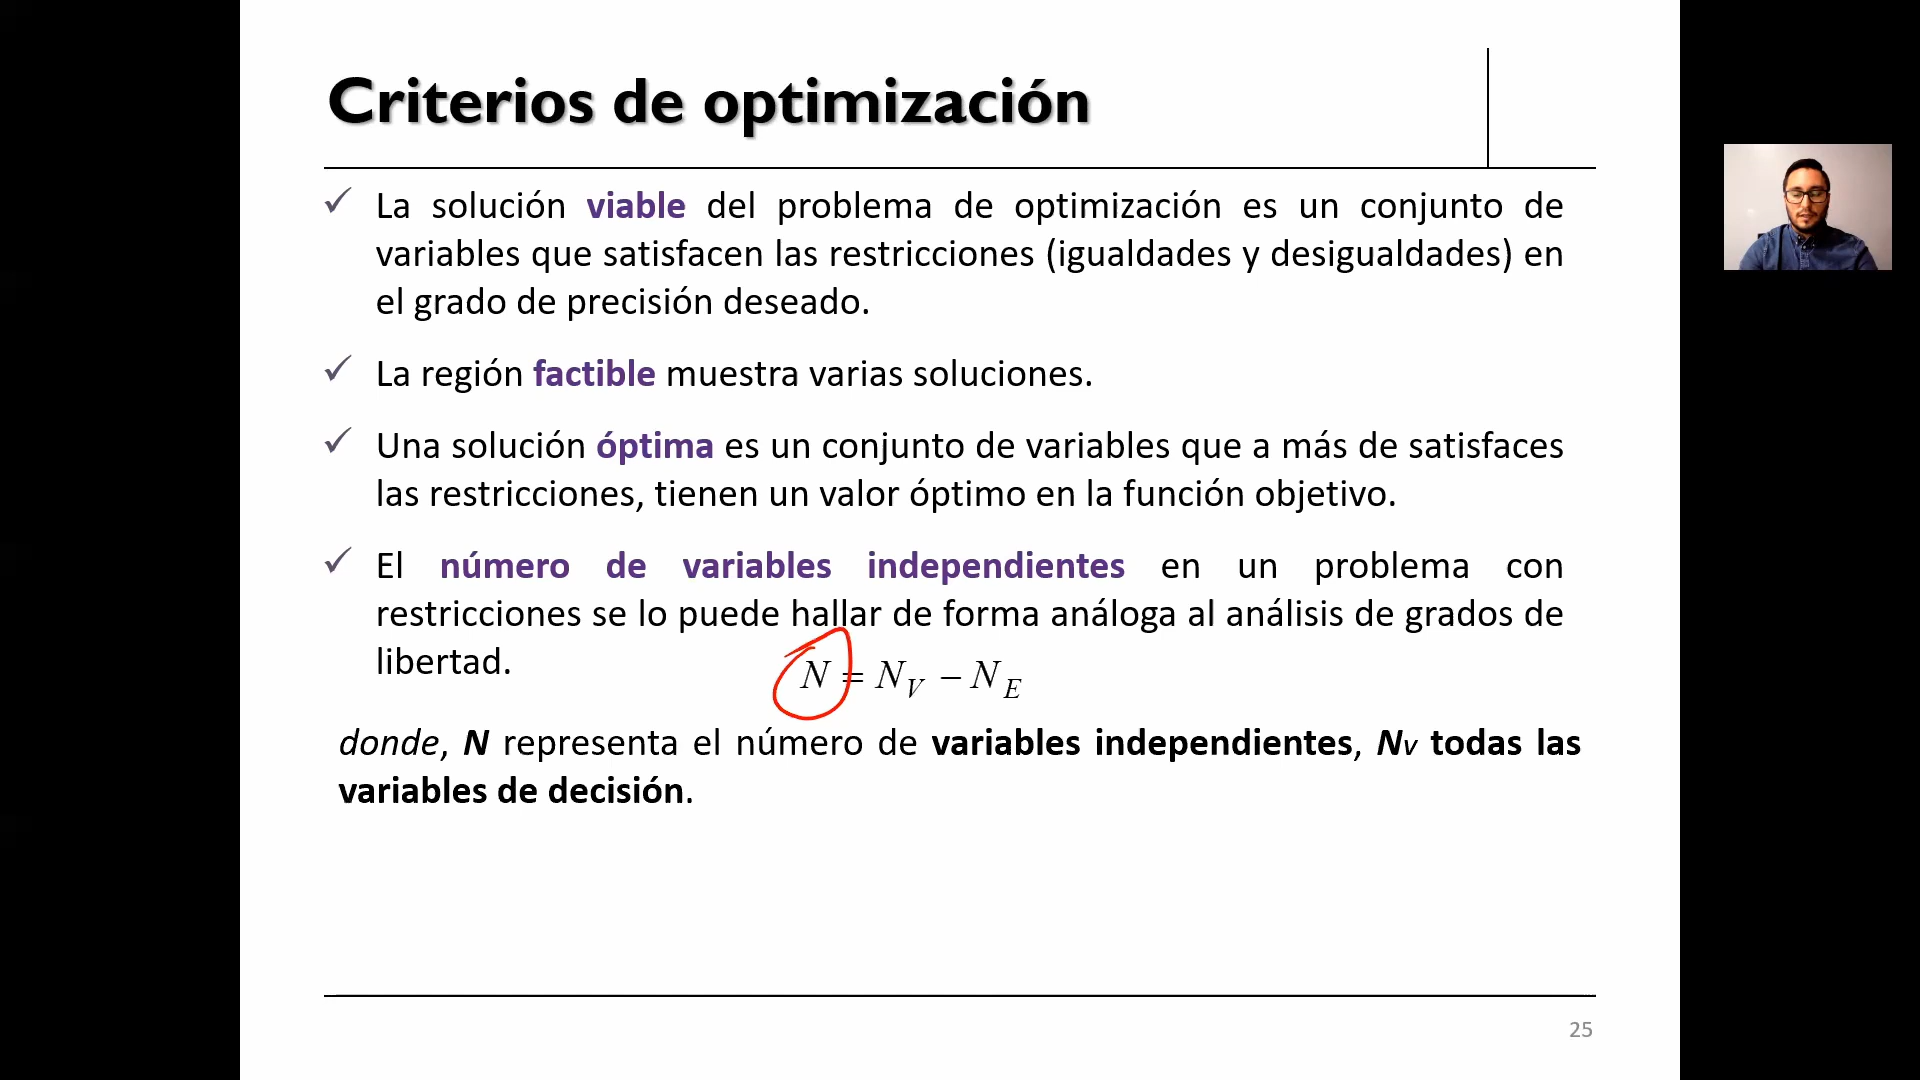 Criterios de optimización
✓ La solución viable del problema de optimización es un conjunto de
variables que satisfacen las restricciones (igualdades y desigualdades) en
el grado de precisión deseado.
✓ La región factible muestra varias soluciones.
✓ Una solución óptima es un conjunto de variables que a más de satisfaces
las restricciones, tienen un valor óptimo en la función objetivo.
✓ El número de variables independientes en un problema con
restricciones se lo puede hallar de forma análoga al análisis de grados de
libertad.
N = N_V − N_E
donde, N representa el número de variables independientes, Nv todas las
variables de decisión.
25